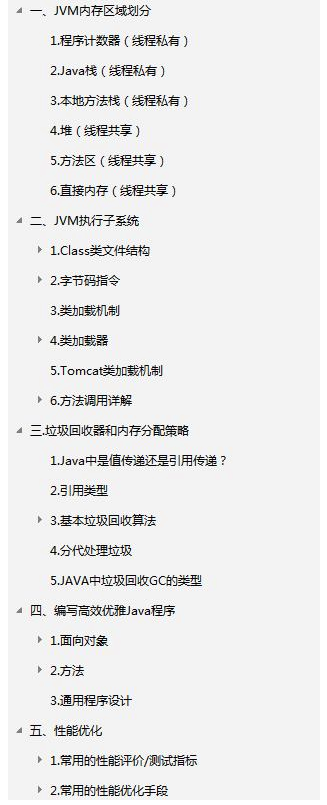 一、JVM内存区域划分
1.程序计数器（线程私有）
2.Java栈（线程私有）
3.本地方法栈（线程私有）
4.堆（线程共享）
5.方法区（线程共享）
6.直接内存（线程共享）
二、JVM执行子系统
1.Class类文件结构
2.字节码指令
3.类加载机制
4.类加载器
5.Tomcat类加载机制
6.方法调用详解
三.垃圾回收器和内存分配策略
1.Java中是值传递还是引用传递？
2.引用类型
3.基本垃圾回收算法
4.分代处理垃圾
5.JAVA中垃圾回收GC的类型
四、编写高效优雅Java程序
1.面向对象
2.方法
3.通用程序设计
五、性能优化
1.常用的性能评价/测试指标
2.常用的性能优化手段